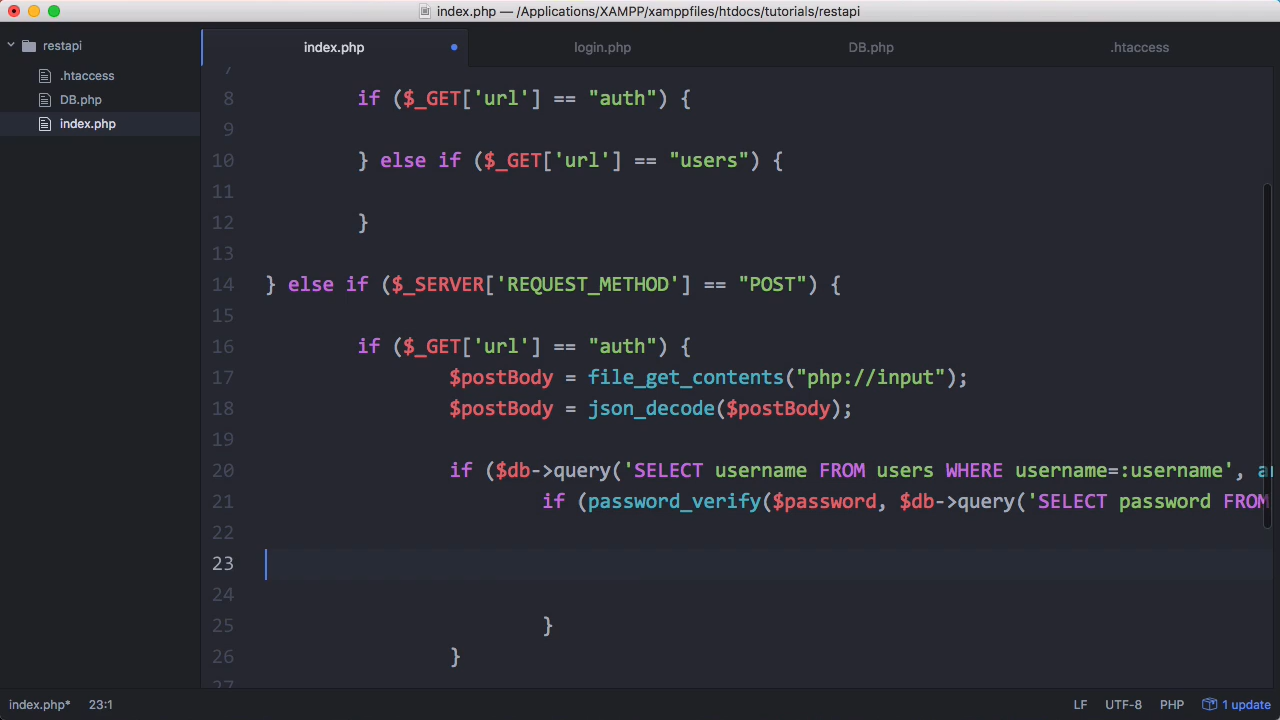 index.php — /Applications/XAMPP/xamppfiles/htdocs/tutorials/restapi
restapi
.htaccess
DB.php
index.php
index.php
login.php
DB.php
.htaccess
7
8 if ($_GET['url'] == "auth") {
9
10 } else if ($_GET['url'] == "users") {
11
12 }
13
14 } else if ($_SERVER['REQUEST_METHOD'] == "POST") {
15
16 if ($_GET['url'] == "auth") {
17 $postBody = file_get_contents("php://input");
18 $postBody = json_decode($postBody);
19
20 if ($db->query('SELECT username FROM users WHERE username=:username', a
21 if (password_verify($password, $db->query('SELECT password FROM
22
23
24
25 }
26 }
27
index.php* 23:1 LF UTF-8 PHP 1 update